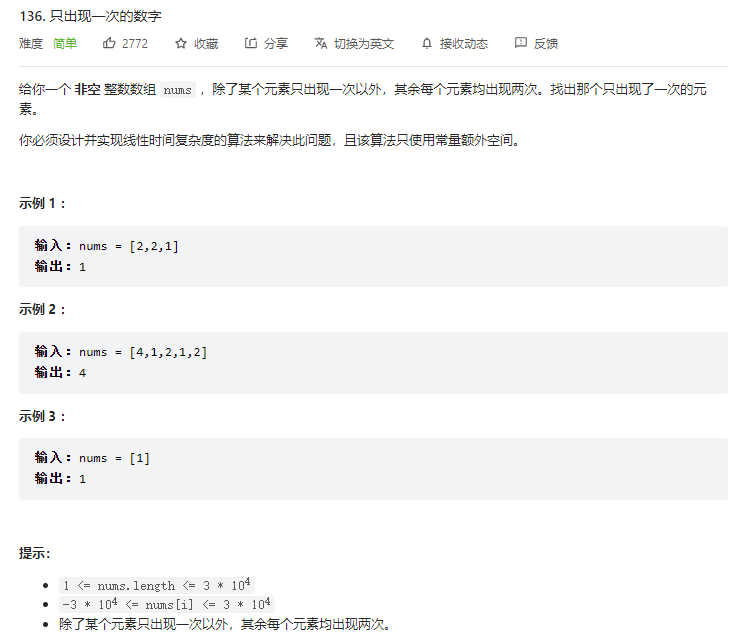 136. 只出现一次的数字
难度 简单 2772 收藏 分享 切换为英文 接收动态 反馈
给你一个 非空 整数数组 nums ，除了某个元素只出现一次以外，其余每个元素均出现两次。找出那个只出现了一次的元
素。
你必须设计并实现线性时间复杂度的算法来解决此问题，且该算法只使用常量额外空间。
示例 1 ：
输入：nums = [2,2,1]
输出：1
示例 2 ：
输入：nums = [4,1,2,1,2]
输出：4
示例 3 ：
输入：nums = [1]
输出：1
提示：
• 1 <= nums.length <= 3 * 10⁴
• -3 * 10⁴ <= nums[i] <= 3 * 10⁴
• 除了某个元素只出现一次以外，其余每个元素均出现两次。